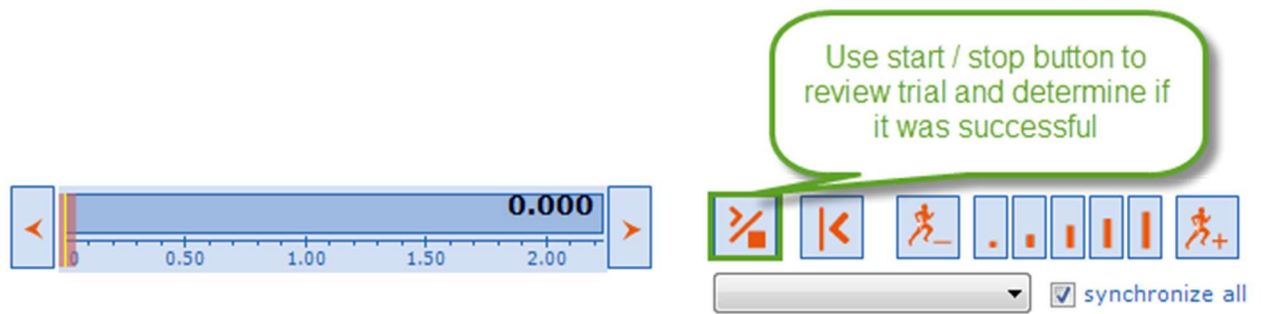 Use start / stop button to
review trial and determine if
it was successful
0.000
0 0.50 1.00 1.50 2.00
synchronize all